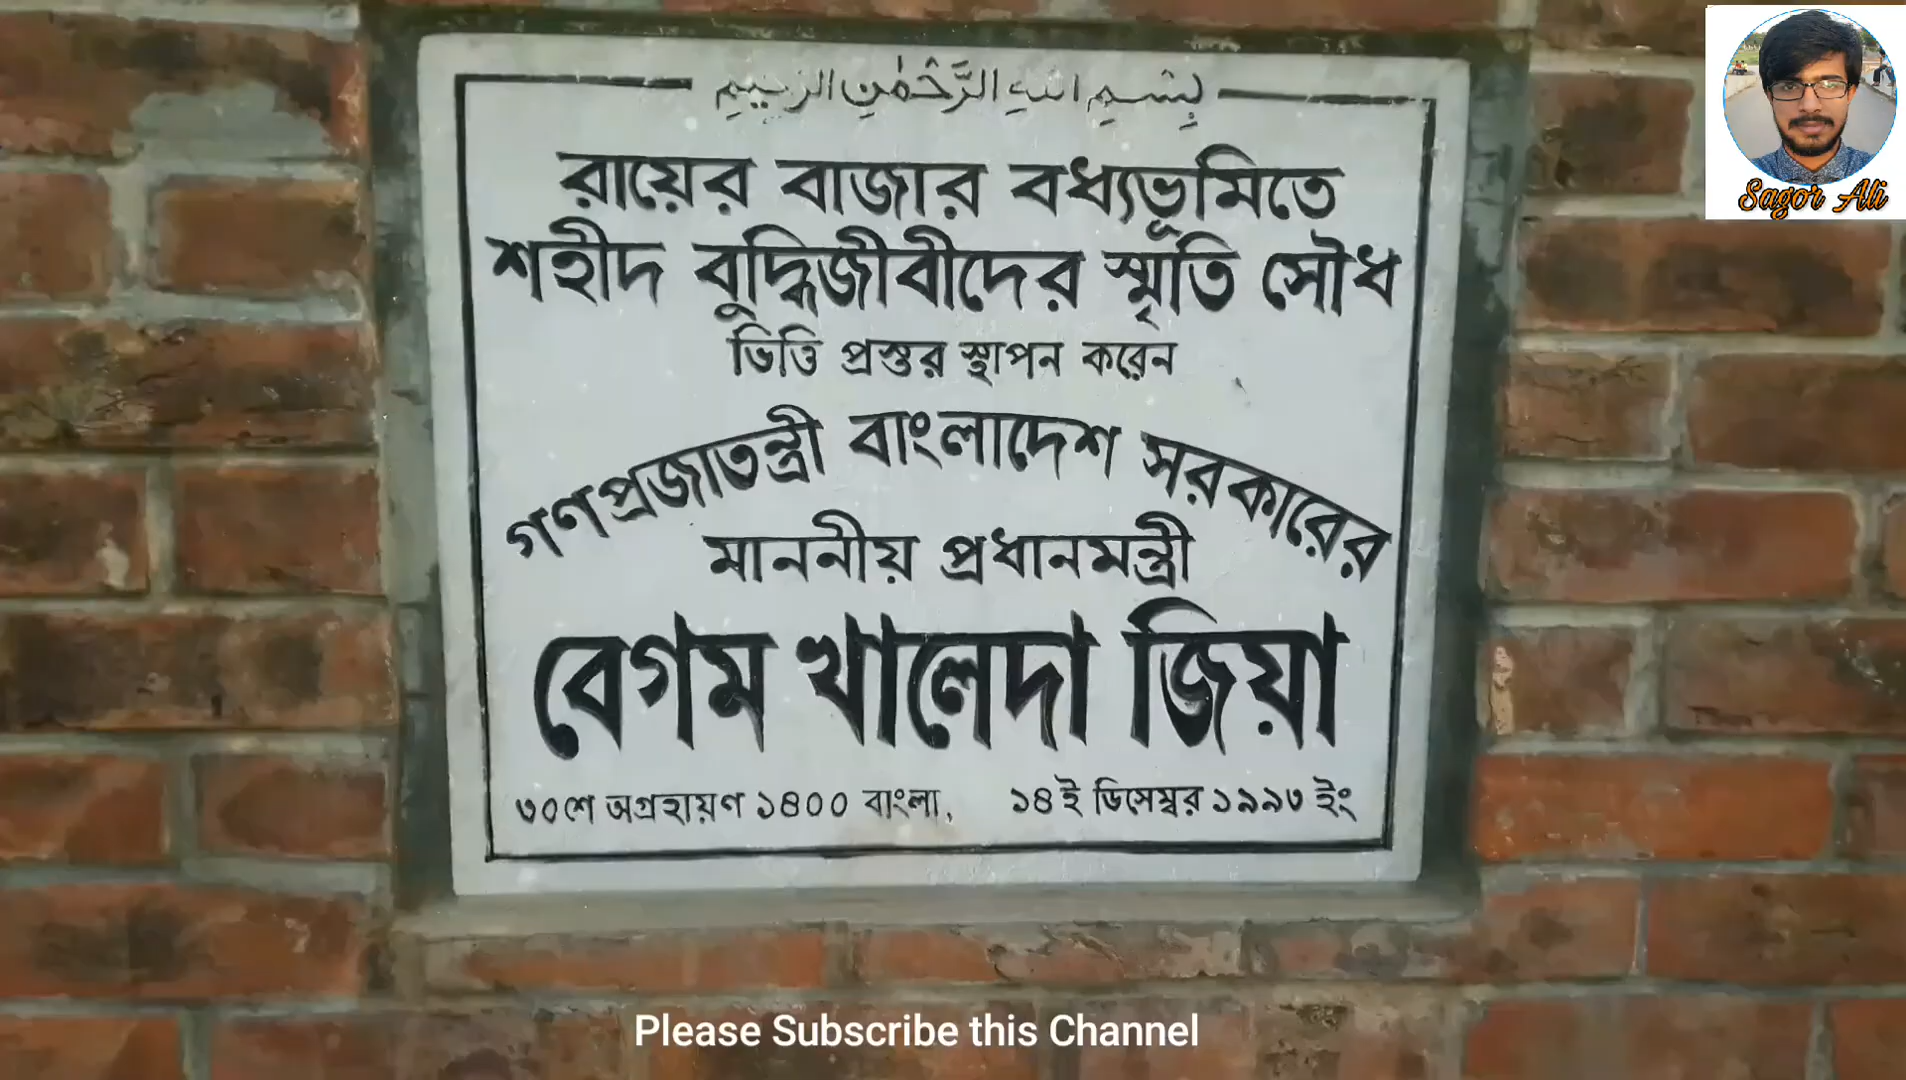 بِسْمِ اللهِ الرَّحْمٰنِ الرَّحِيمِ
রায়ের বাজার বধ্যভূমিতে
শহীদ বুদ্ধিজীবীদের স্মৃতি সৌধ
ভিত্তি প্রস্তর স্থাপন করেন
গণপ্রজাতন্ত্রী বাংলাদেশ সরকারের
মাননীয় প্রধানমন্ত্রী
বেগম খালেদা জিয়া
৩০শে অগ্রহায়ণ ১৪০০ বাংলা, ১৪ই ডিসেম্বর ১৯৯৩ ইং
Sagor Ali
Please Subscribe this Channel